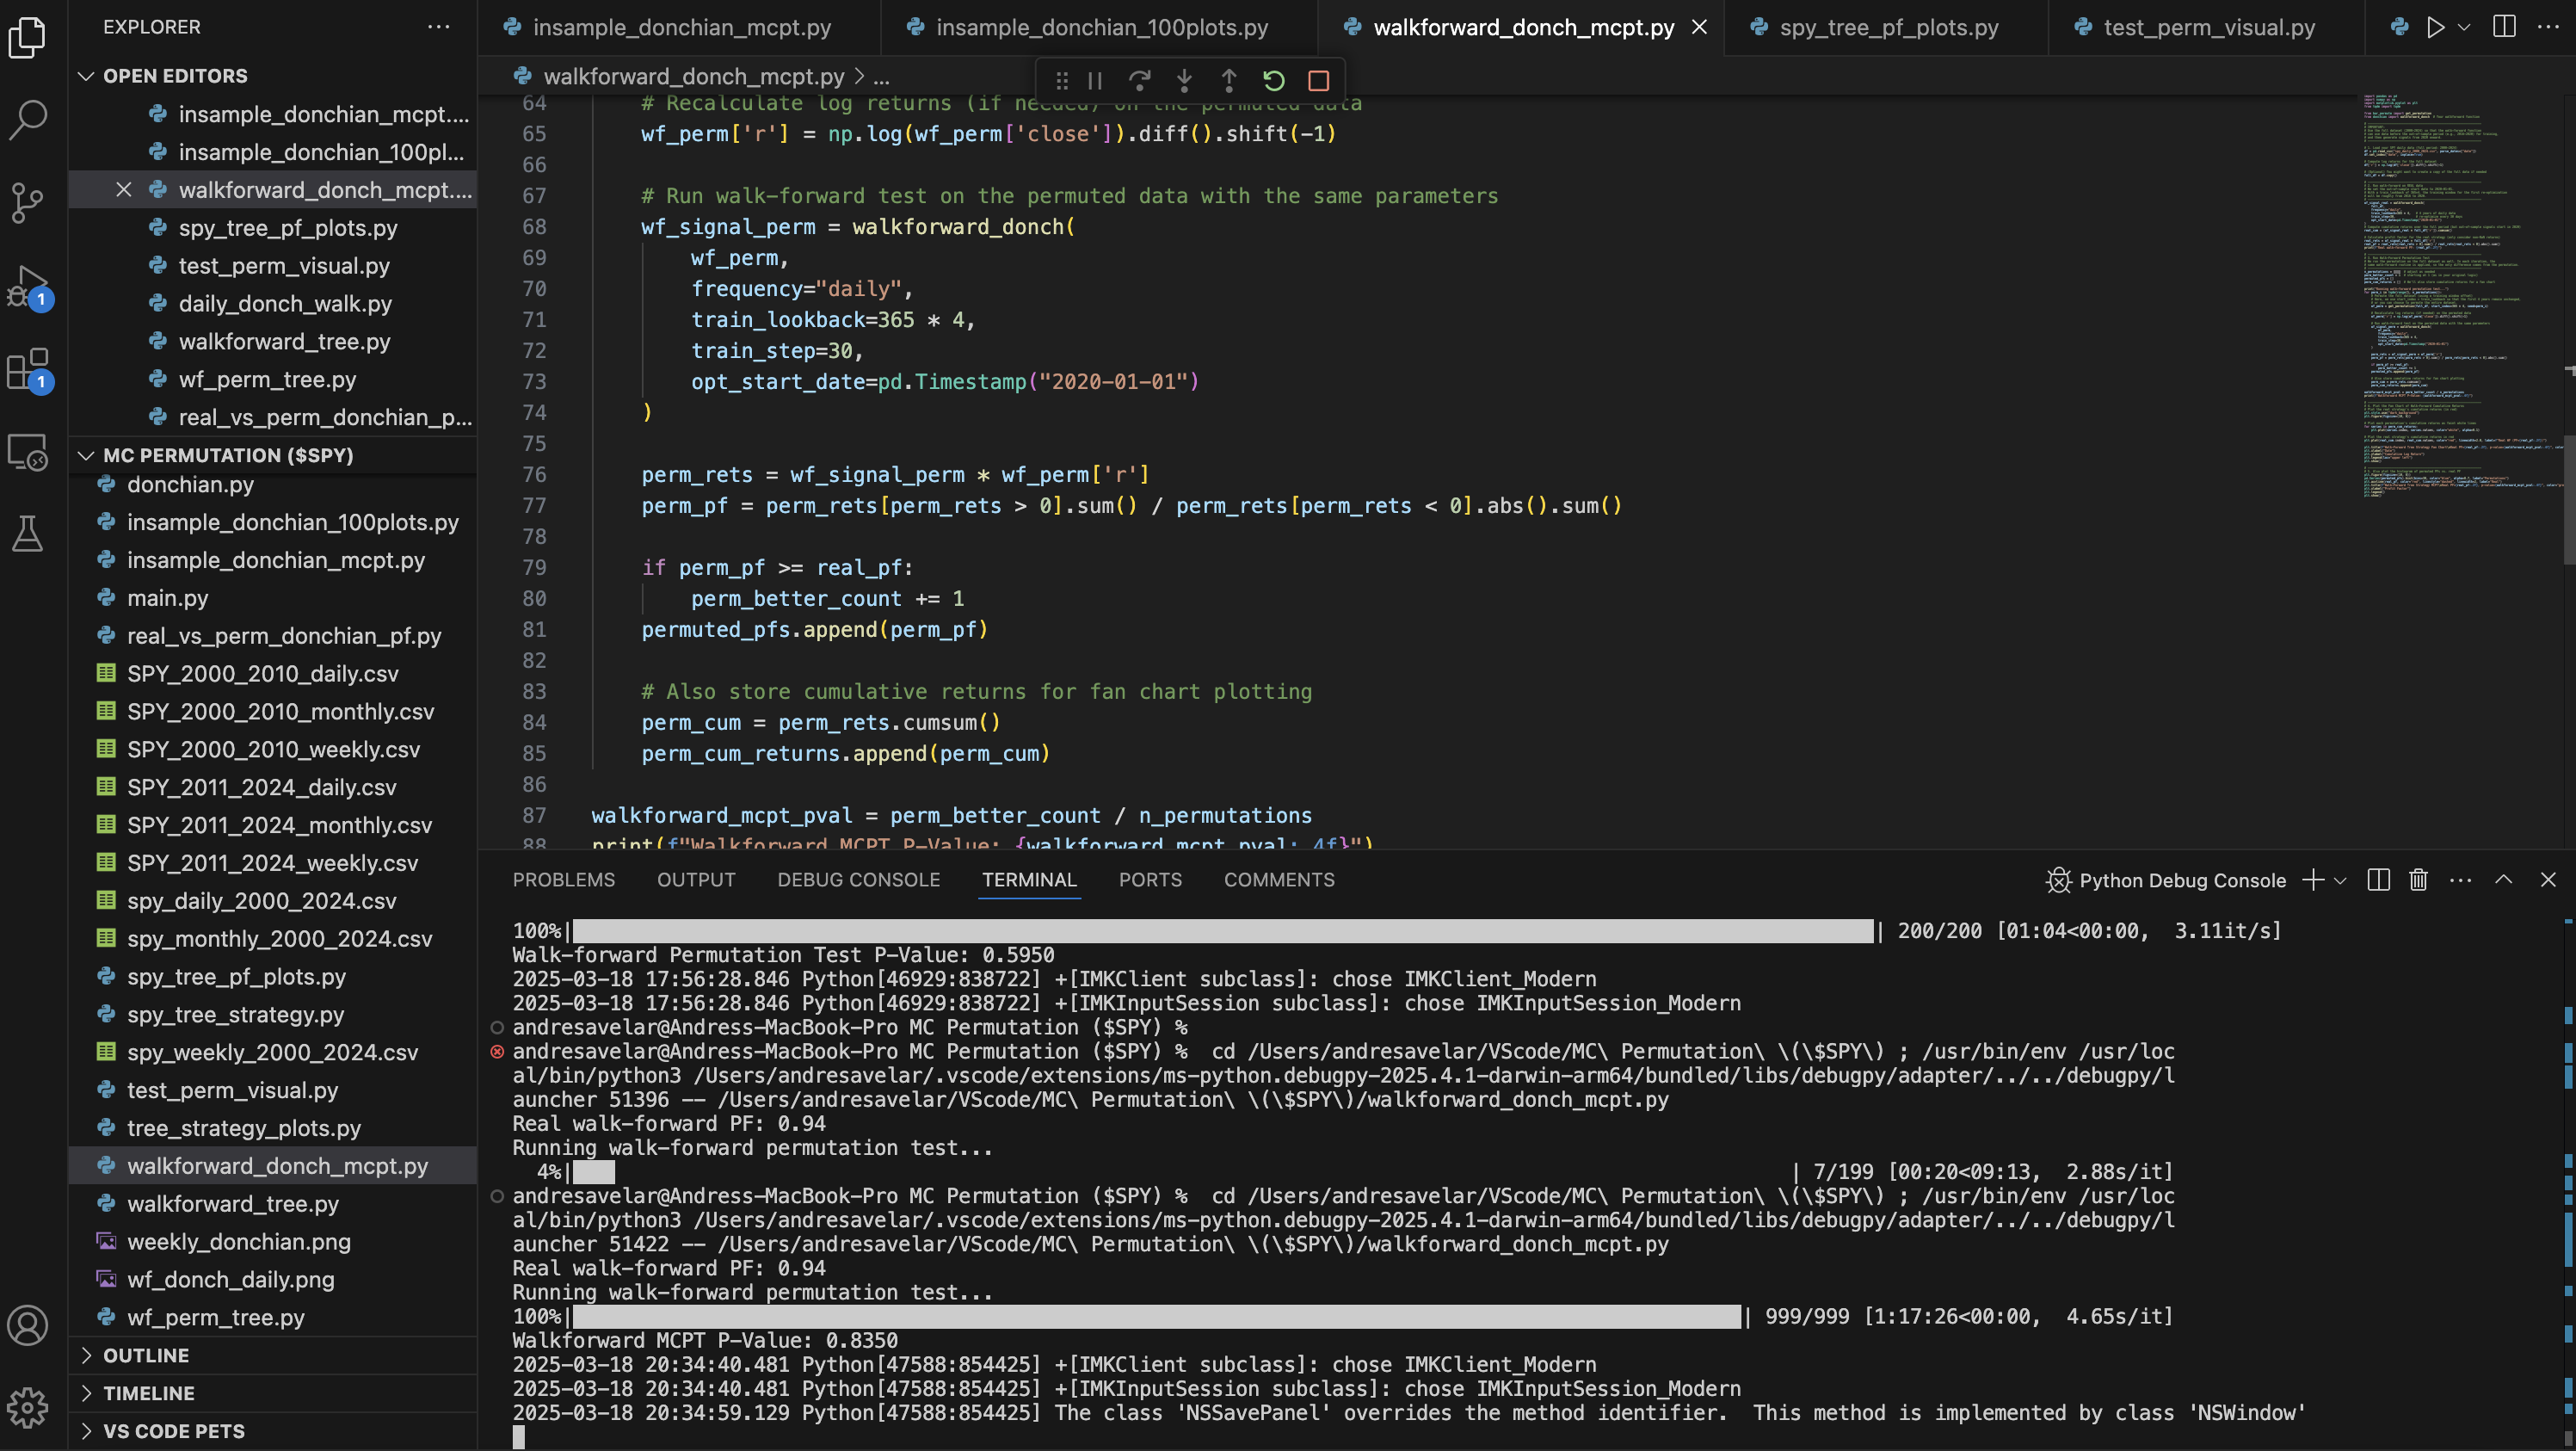 EXPLORER
OPEN EDITORS
insample_donchian_mcpt....
insample_donchian_100pl...
walkforward_donch_mcpt....
spy_tree_pf_plots.py
test_perm_visual.py
daily_donch_walk.py
walkforward_tree.py
wf_perm_tree.py
real_vs_perm_donchian_p...
MC PERMUTATION ($SPY)
donchian.py
insample_donchian_100plots.py
insample_donchian_mcpt.py
main.py
real_vs_perm_donchian_pf.py
SPY_2000_2010_daily.csv
SPY_2000_2010_monthly.csv
SPY_2000_2010_weekly.csv
SPY_2011_2024_daily.csv
SPY_2011_2024_monthly.csv
SPY_2011_2024_weekly.csv
spy_daily_2000_2024.csv
spy_monthly_2000_2024.csv
spy_tree_pf_plots.py
spy_tree_strategy.py
spy_weekly_2000_2024.csv
test_perm_visual.py
tree_strategy_plots.py
walkforward_donch_mcpt.py
walkforward_tree.py
weekly_donchian.png
wf_donch_daily.png
wf_perm_tree.py
OUTLINE
TIMELINE
VS CODE PETS
1
1
insample_donchian_mcpt.py insample_donchian_100plots.py walkforward_donch_mcpt.py spy_tree_pf_plots.py test_perm_visual.py
walkforward_donch_mcpt.py > ...
64 # Recalculate log returns (if needed) on the permuted data
65 wf_perm['r'] = np.log(wf_perm['close']).diff().shift(-1)
66
67 # Run walk-forward test on the permuted data with the same parameters
68 wf_signal_perm = walkforward_donch(
69 wf_perm,
70 frequency="daily",
71 train_lookback=365 * 4,
72 train_step=30,
73 opt_start_date=pd.Timestamp("2020-01-01")
74 )
75
76 perm_rets = wf_signal_perm * wf_perm['r']
77 perm_pf = perm_rets[perm_rets > 0].sum() / perm_rets[perm_rets < 0].abs().sum()
78
79 if perm_pf >= real_pf:
80 perm_better_count += 1
81 permuted_pfs.append(perm_pf)
82
83 # Also store cumulative returns for fan chart plotting
84 perm_cum = perm_rets.cumsum()
85 perm_cum_returns.append(perm_cum)
86
87 walkforward_mcpt_pval = perm_better_count / n_permutations
88 print(f"Walkforward MCPT P-Value: {walkforward_mcpt_pval:.4f}")
PROBLEMS OUTPUT DEBUG CONSOLE TERMINAL PORTS COMMENTS Python Debug Console
100%| | 200/200 [01:04<00:00, 3.11it/s]
Walk-forward Permutation Test P-Value: 0.5950
2025-03-18 17:56:28.846 Python[46929:838722] +[IMKClient subclass]: chose IMKClient_Modern
2025-03-18 17:56:28.846 Python[46929:838722] +[IMKInputSession subclass]: chose IMKInputSession_Modern
andresavelar@Andress-MacBook-Pro MC Permutation ($SPY) %
andresavelar@Andress-MacBook-Pro MC Permutation ($SPY) % cd /Users/andresavelar/VScode/MC\ Permutation\ \(\$SPY\) ; /usr/bin/env /usr/loc
al/bin/python3 /Users/andresavelar/.vscode/extensions/ms-python.debugpy-2025.4.1-darwin-arm64/bundled/libs/debugpy/adapter/../../debugpy/l
auncher 51396 -- /Users/andresavelar/VScode/MC\ Permutation\ \(\$SPY\)/walkforward_donch_mcpt.py
Real walk-forward PF: 0.94
Running walk-forward permutation test...
4%| | 7/199 [00:20<09:13, 2.88s/it]
andresavelar@Andress-MacBook-Pro MC Permutation ($SPY) % cd /Users/andresavelar/VScode/MC\ Permutation\ \(\$SPY\) ; /usr/bin/env /usr/loc
al/bin/python3 /Users/andresavelar/.vscode/extensions/ms-python.debugpy-2025.4.1-darwin-arm64/bundled/libs/debugpy/adapter/../../debugpy/l
auncher 51422 -- /Users/andresavelar/VScode/MC\ Permutation\ \(\$SPY\)/walkforward_donch_mcpt.py
Real walk-forward PF: 0.94
Running walk-forward permutation test...
100%| | 999/999 [1:17:26<00:00, 4.65s/it]
Walkforward MCPT P-Value: 0.8350
2025-03-18 20:34:40.481 Python[47588:854425] +[IMKClient subclass]: chose IMKClient_Modern
2025-03-18 20:34:40.481 Python[47588:854425] +[IMKInputSession subclass]: chose IMKInputSession_Modern
2025-03-18 20:34:59.129 Python[47588:854425] The class 'NSSavePanel' overrides the method identifier. This method is implemented by class 'NSWindow'